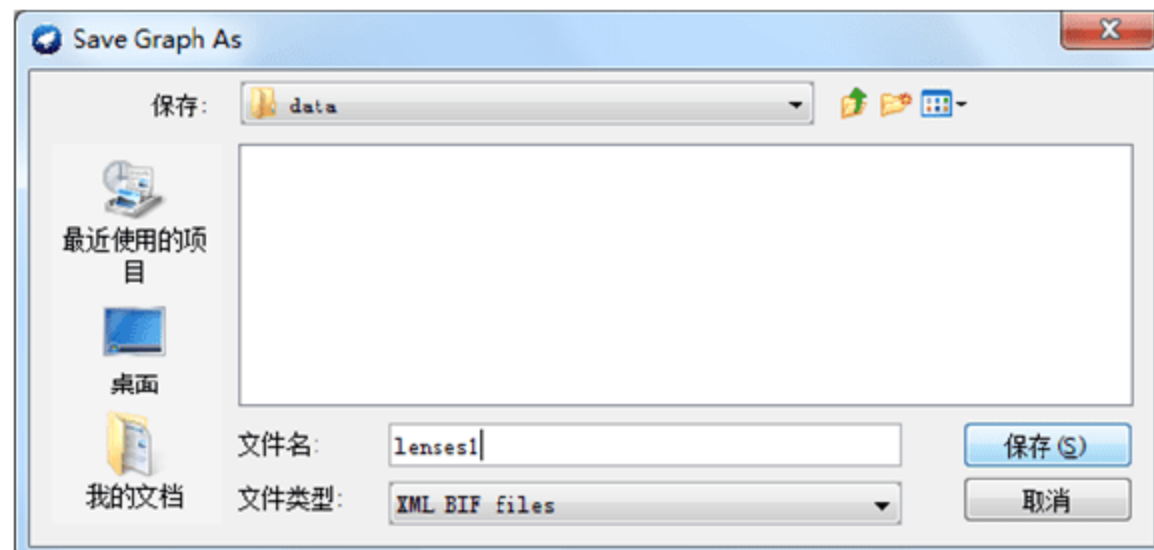 Save Graph As
保存:
data
最近使用的项
目
桌面
我的文档
文件名:
lenses1
保存(S)
文件类型:
XML BIF files
取消